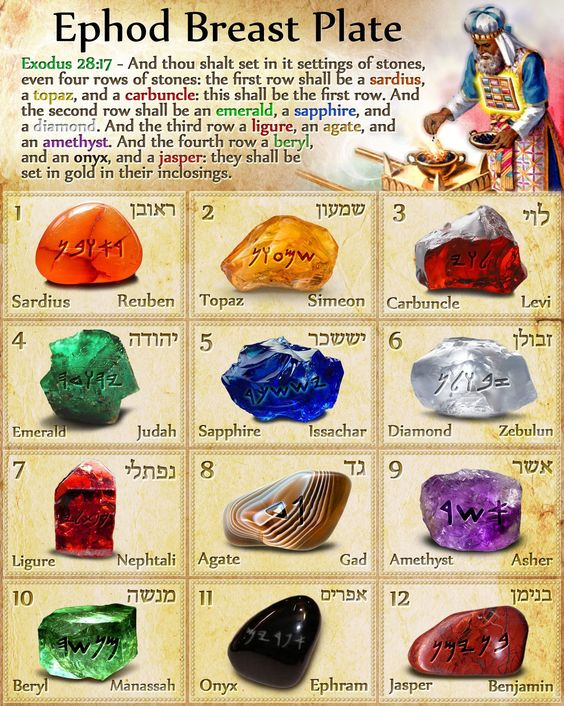 Ephod Breast Plate
Exodus 28:17 - And thou shalt set in it settings of stones,
even four rows of stones: the first row shall be a sardius,
a topaz, and a carbuncle: this shall be the first row. And
the second row shall be an emerald, a sapphire, and
a diamond. And the third row a ligure, an agate, and
an amethyst. And the fourth row a beryl,
and an onyx, and a jasper: they shall be
set in gold in their inclosings.
1 ראובן
Sardius Reuben
2 שמעון
Topaz Simeon
3 לוי
Carbuncle Levi
4 יהודה
Emerald Judah
5 יששכר
Sapphire Issachar
6 זבולן
Diamond Zebulun
7 נפתלי
Ligure Nephtali
8 גד
Agate Gad
9 אשר
Amethyst Asher
10 מנשה
Beryl Manassah
11 אפרים
Onyx Ephram
12 בנימן
Jasper Benjamin